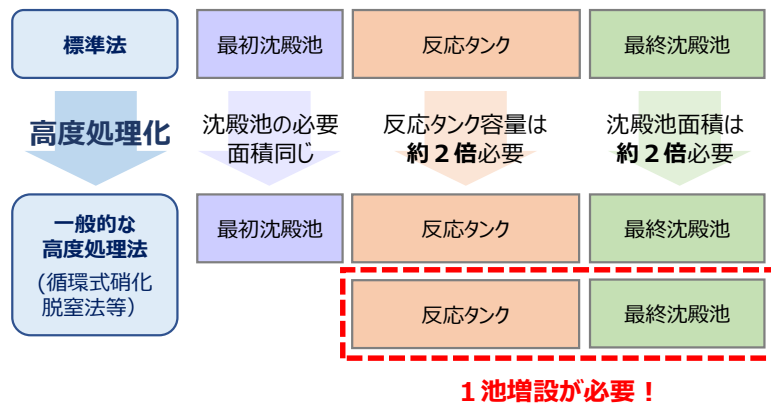 標準法
最初沈殿池
反応タンク
最終沈殿池
高度処理化
沈殿池の必要
面積同じ
反応タンク容量は
約２倍必要
沈殿池面積は
約２倍必要
一般的な
高度処理法
(循環式硝化
脱窒法等）
最初沈殿池
反応タンク
最終沈殿池
反応タンク
最終沈殿池
１池増設が必要！